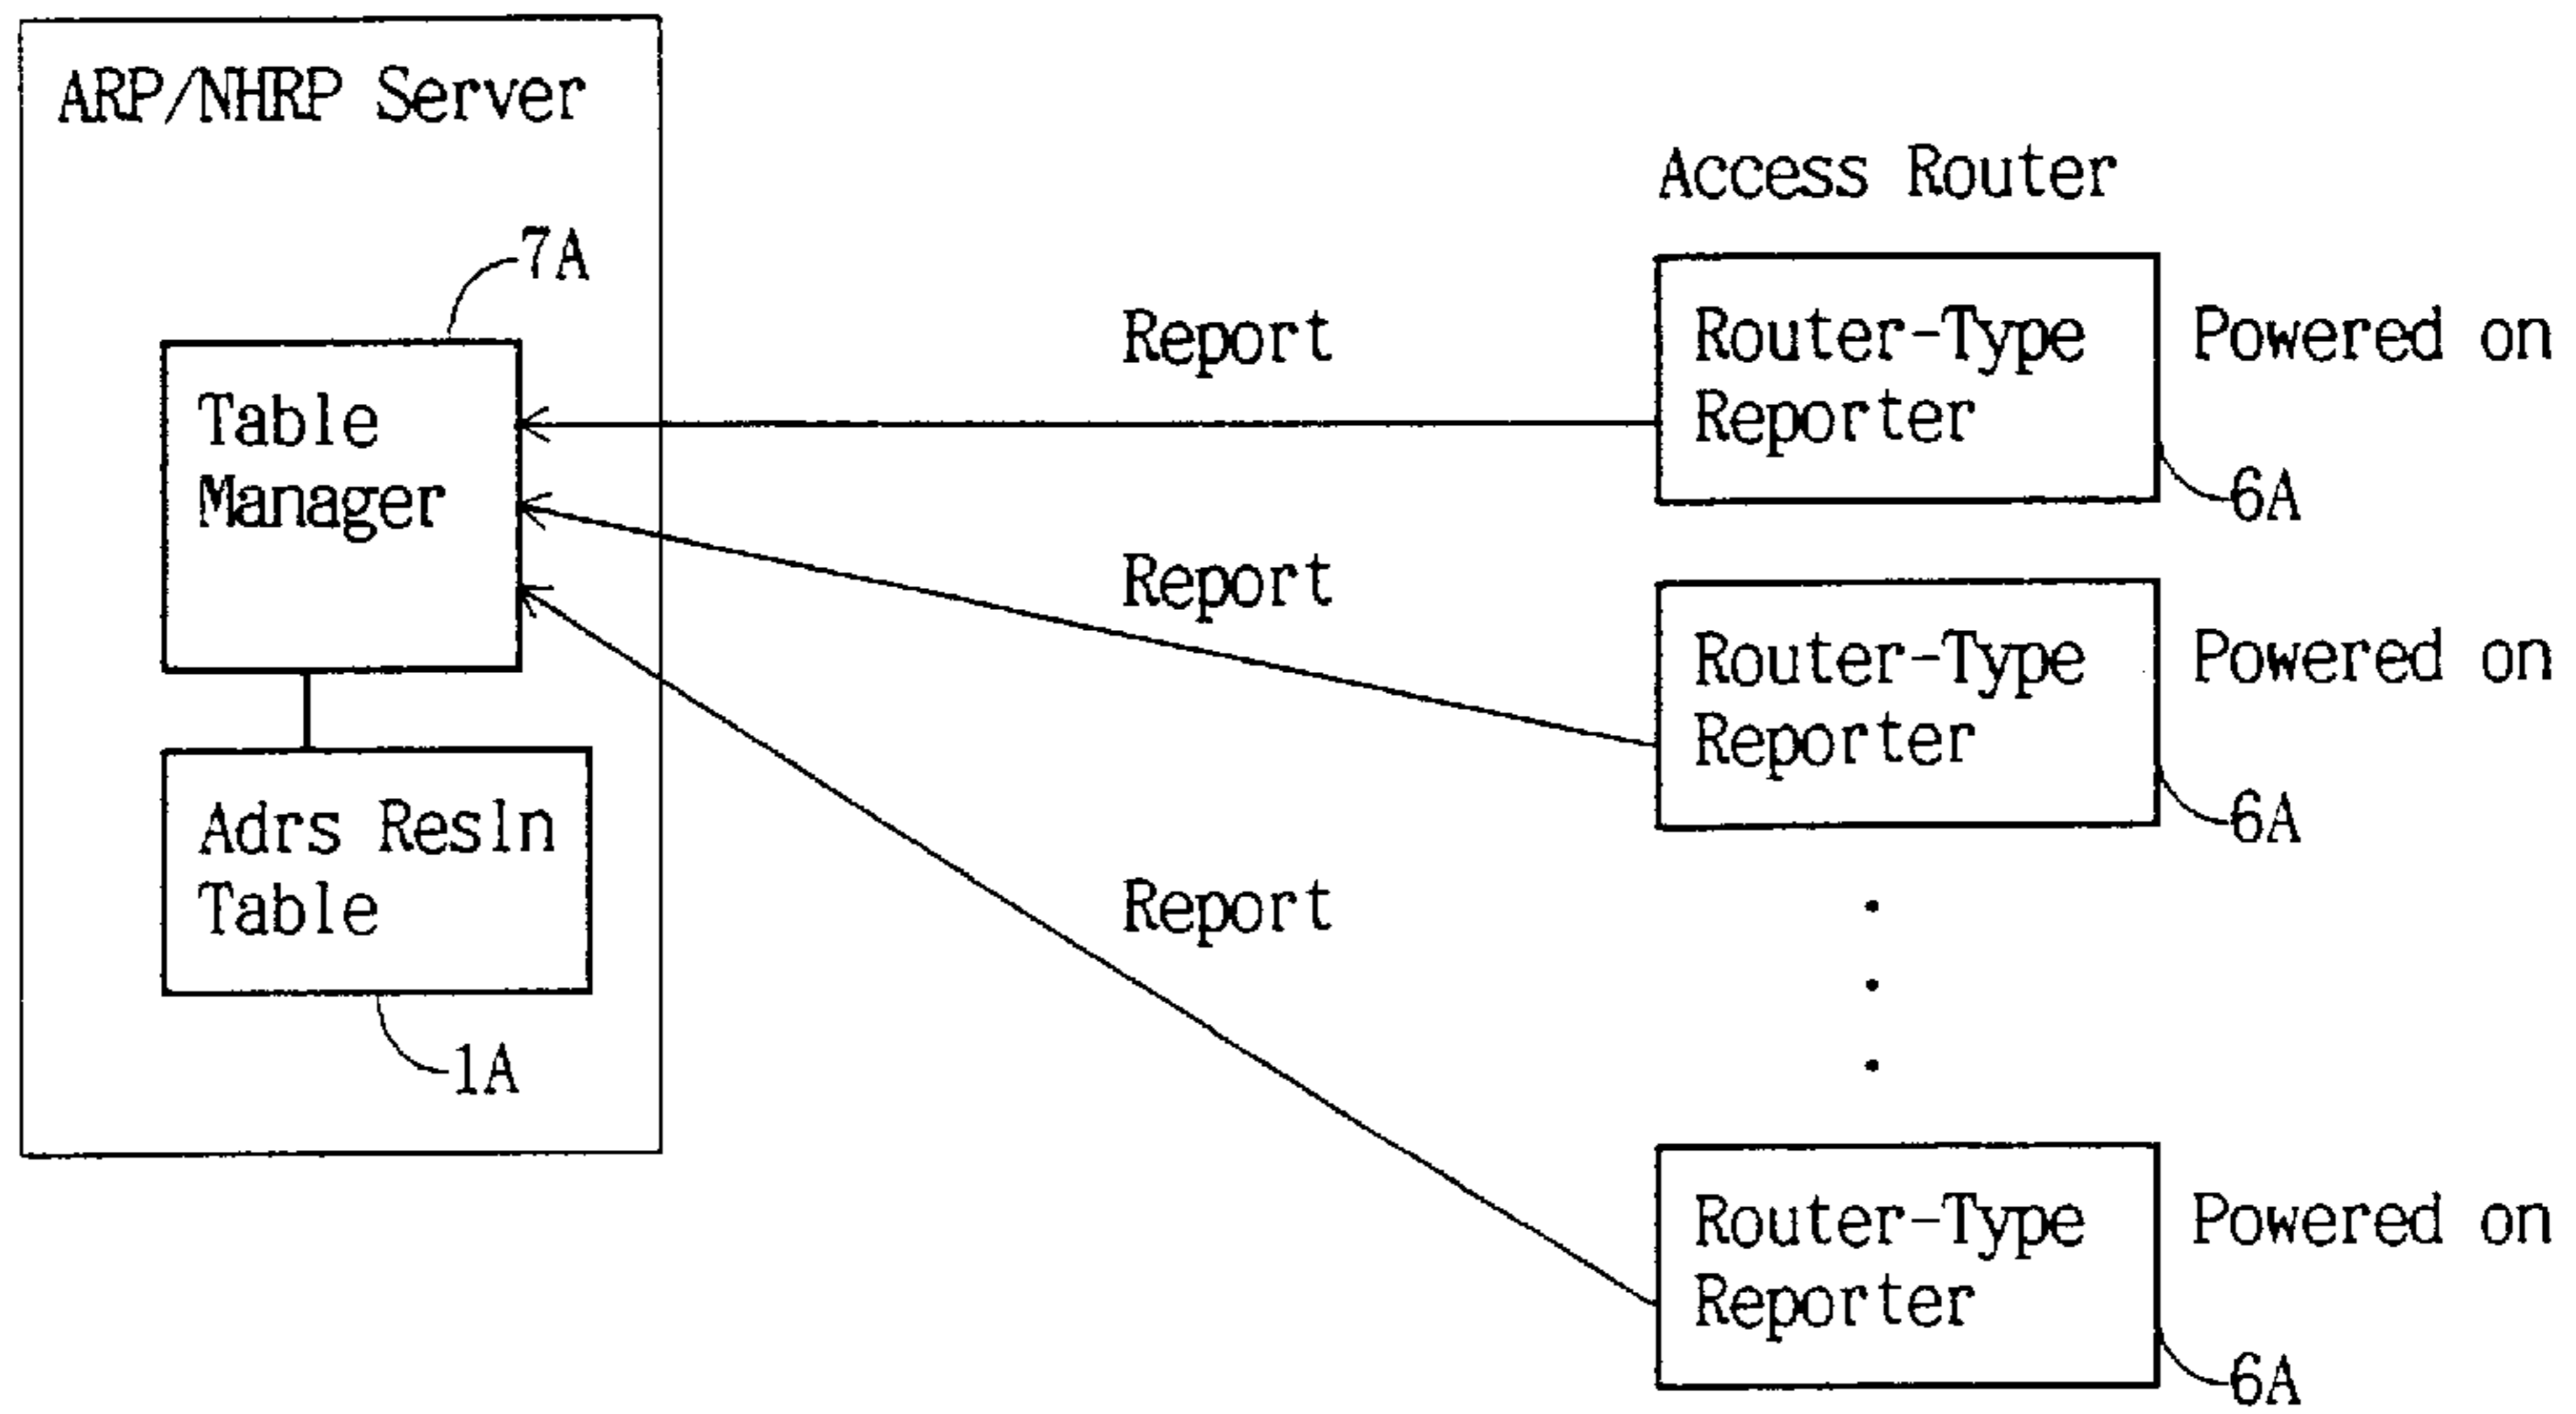 ARP/NHRP Server
7A
Table
Manager
Adrs Resln
Table
1A
Access Router
Report
Router-Type
Reporter
Powered on
6A
Report
Router-Type
Reporter
Powered on
6A
Report
Router-Type
Reporter
Powered on
6A